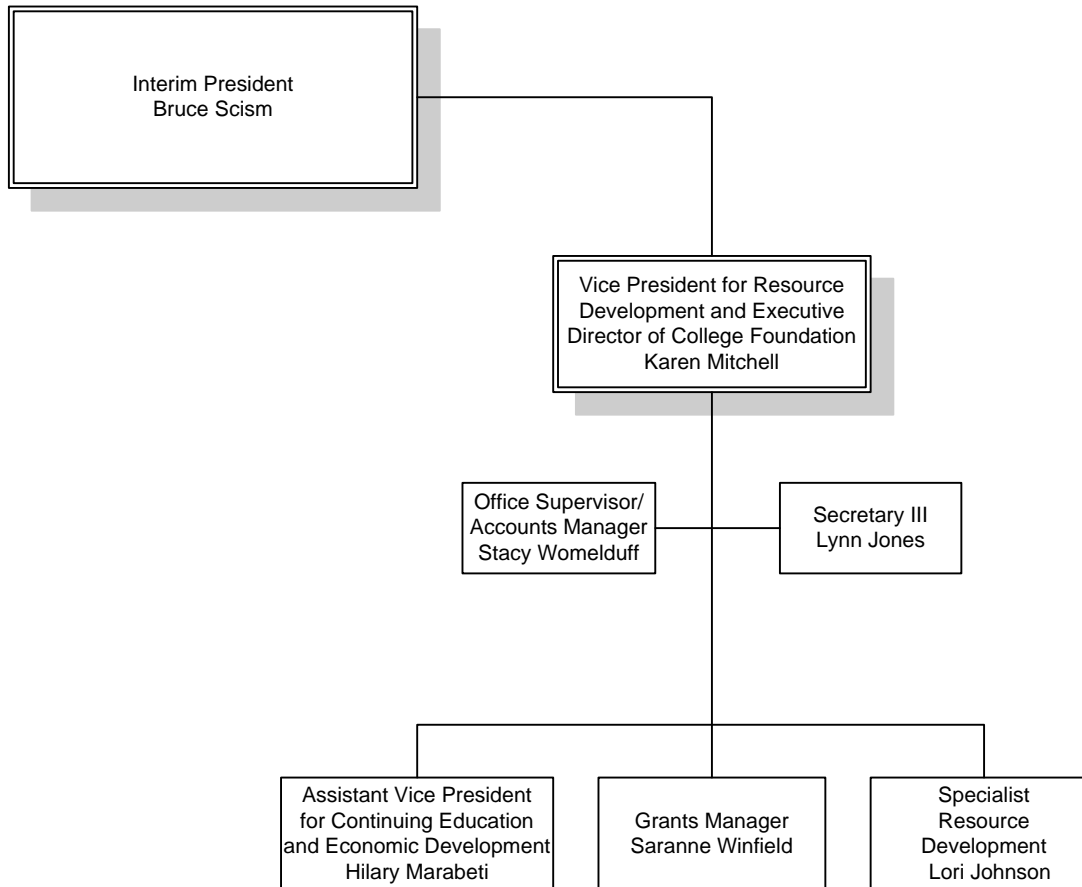 Interim President
Bruce Scism
Vice President for Resource
Development and Executive
Director of College Foundation
Karen Mitchell
Office Supervisor/
Accounts Manager
Stacy Womelduff
Secretary III
Lynn Jones
Assistant Vice President
for Continuing Education
and Economic Development
Hilary Marabeti
Grants Manager
Saranne Winfield
Specialist
Resource
Development
Lori Johnson